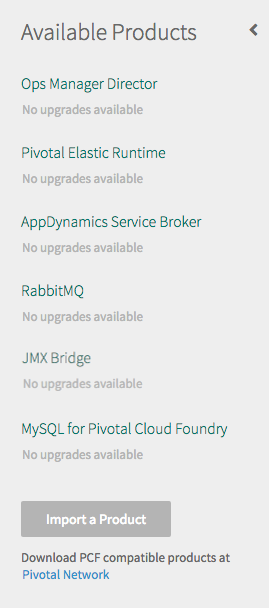 Available Products
Ops Manager Director
No upgrades available
Pivotal Elastic Runtime
No upgrades available
AppDynamics Service Broker
No upgrades available
RabbitMQ
No upgrades available
JMX Bridge
No upgrades available
MySQL for Pivotal Cloud Foundry
No upgrades available
Import a Product
Download PCF compatible products at
Pivotal Network